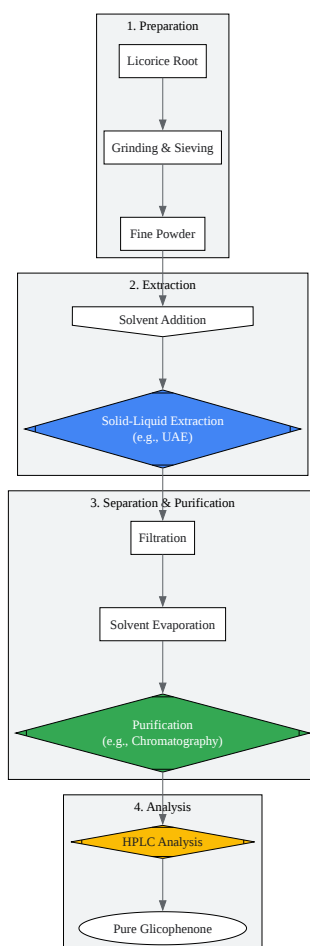 1. Preparation
Licorice Root
Grinding & Sieving
Fine Powder
2. Extraction
Solvent Addition
Solid-Liquid Extraction
(e.g., UAE)
3. Separation & Purification
Filtration
Solvent Evaporation
Purification
(e.g., Chromatography)
4. Analysis
HPLC Analysis
Pure Glicophenone